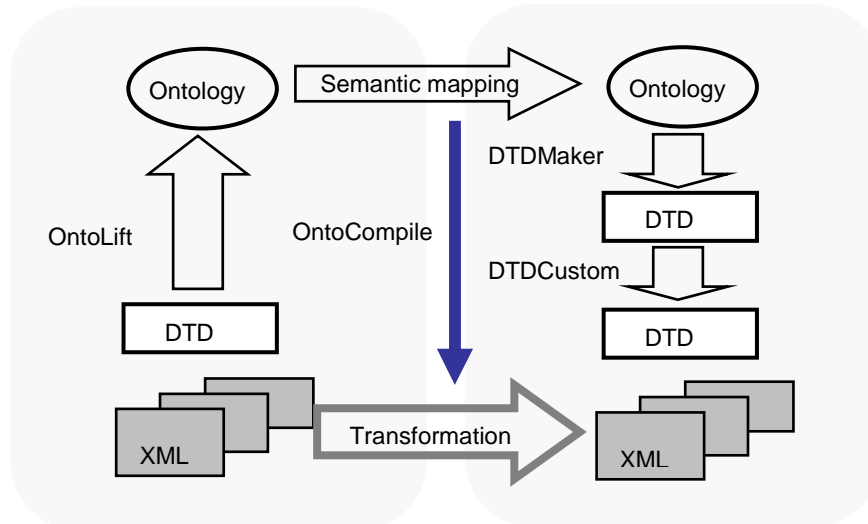 Ontology
Semantic mapping
Ontology
DTDMaker
DTD
OntoLift
OntoCompile
DTDCustom
DTD
DTD
Transformation
XML
XML